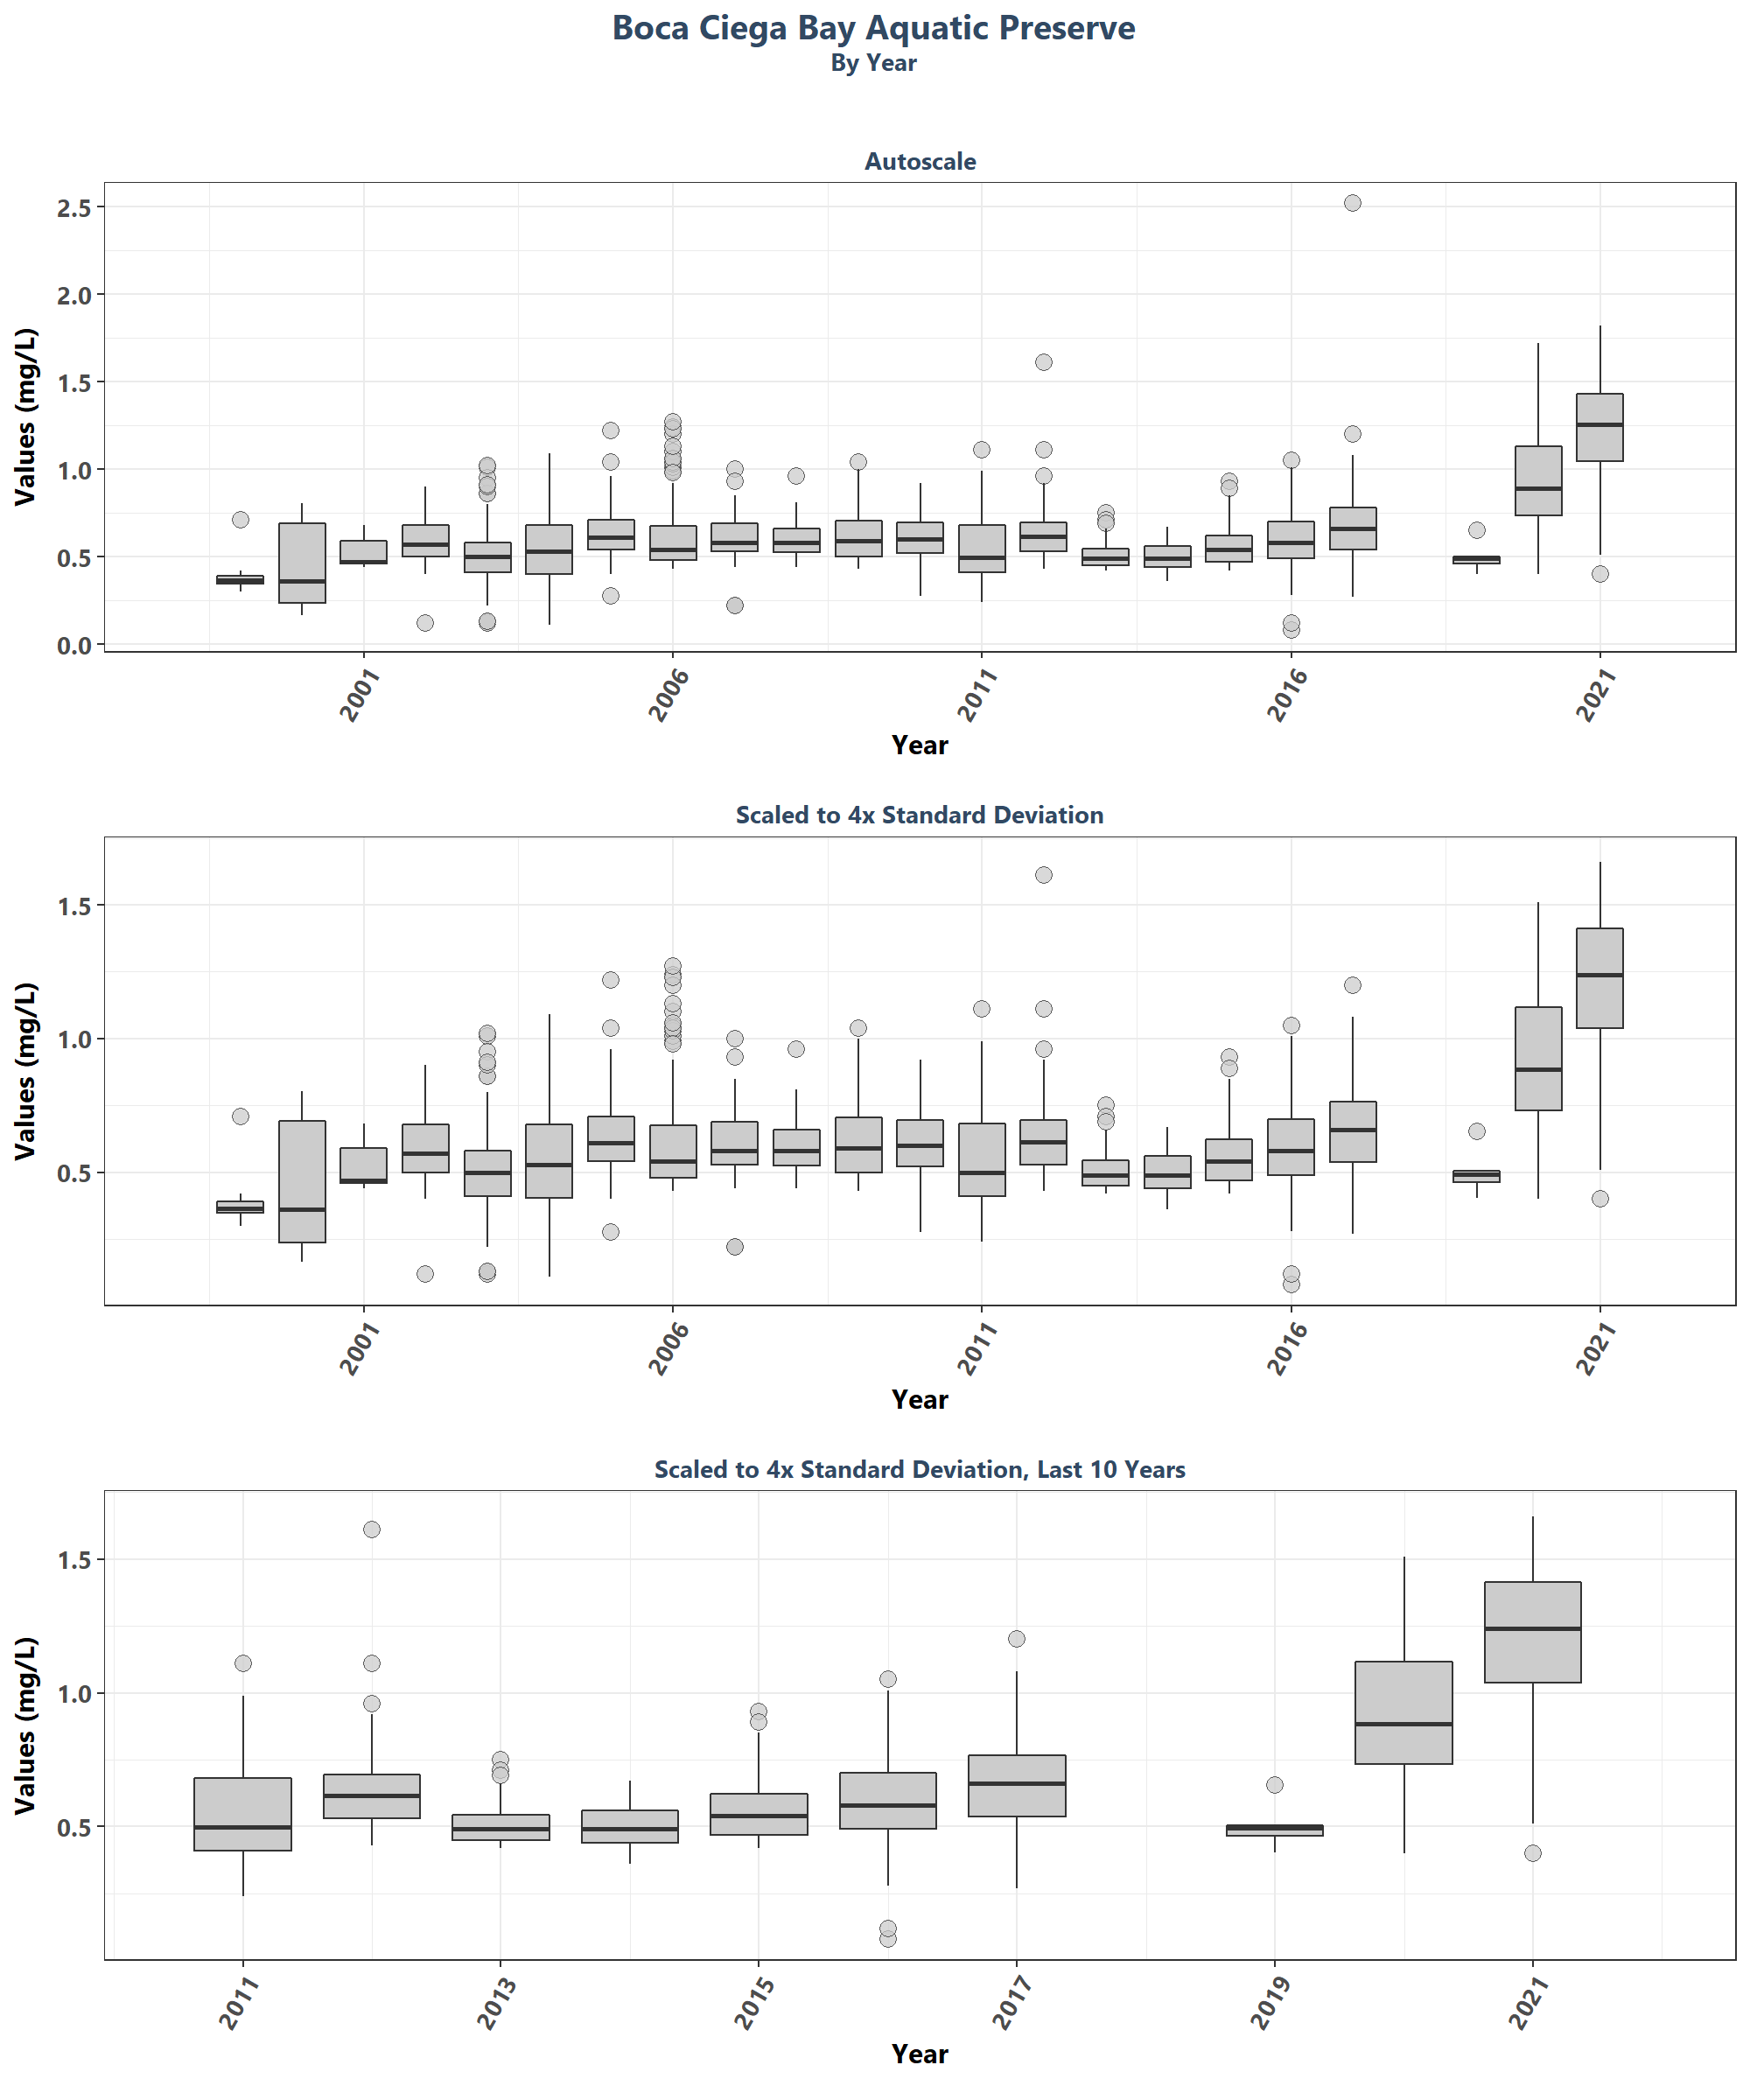 Boca Ciega Bay Aquatic Preserve
By Year
Autoscale
Values (mg/L)
2.5
2.0
1.5
1.0
0.5
0.0
2001 2006 2011 2016 2021
Year
Scaled to 4x Standard Deviation
Values (mg/L)
1.5
1.0
0.5
2001 2006 2011 2016 2021
Year
Scaled to 4x Standard Deviation, Last 10 Years
Values (mg/L)
1.5
1.0
0.5
2011 2013 2015 2017 2019 2021
Year